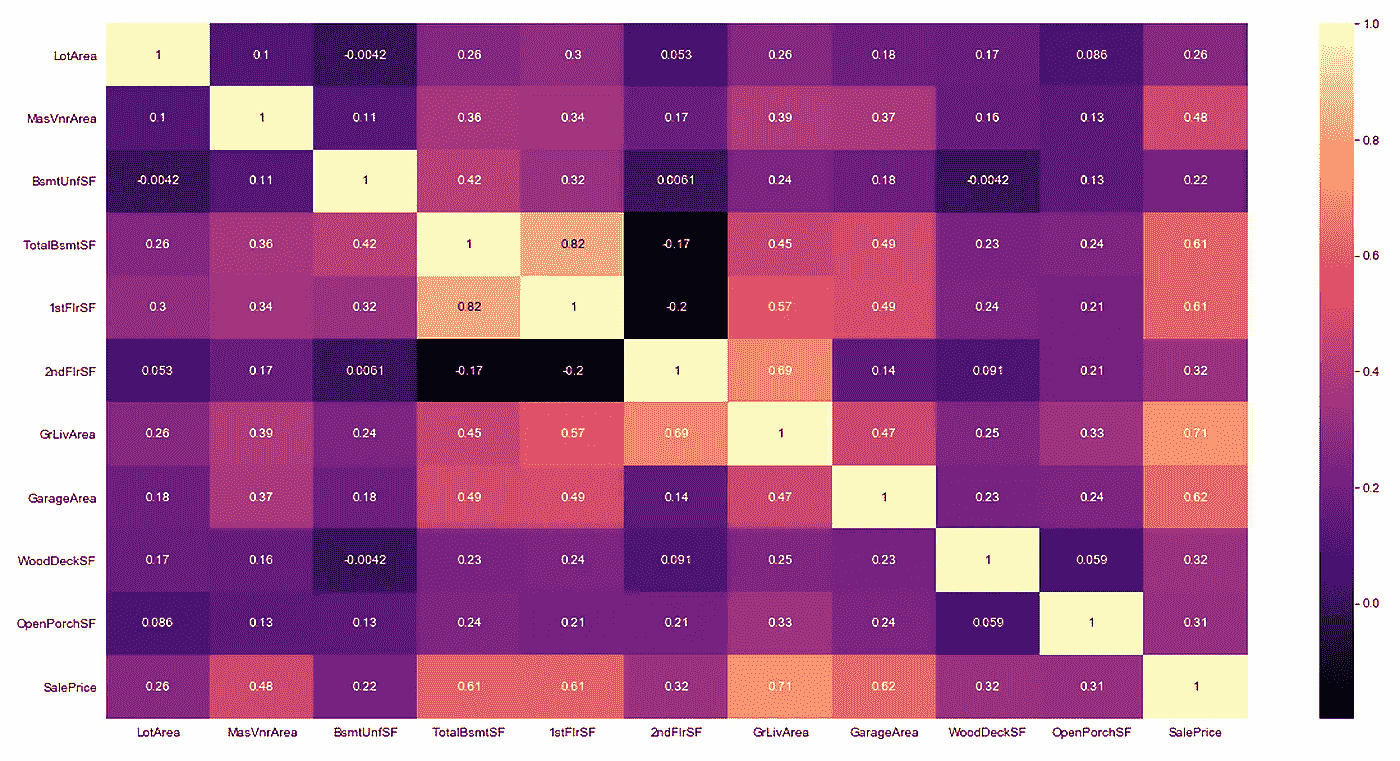 LotArea 1 0.1 -0.0042 0.26 0.3 0.053 0.26 0.18 0.17 0.086 0.26
MasVnrArea 0.1 1 0.11 0.36 0.34 0.17 0.39 0.37 0.16 0.13 0.48
BsmtUnfSF -0.0042 0.11 1 0.42 0.32 0.0061 0.24 0.18 -0.0042 0.13 0.22
TotalBsmtSF 0.26 0.36 0.42 1 0.82 -0.17 0.45 0.49 0.23 0.24 0.61
1stFlrSF 0.3 0.34 0.32 0.82 1 -0.2 0.57 0.49 0.24 0.21 0.61
2ndFlrSF 0.053 0.17 0.0061 -0.17 -0.2 1 0.69 0.14 0.091 0.21 0.32
GrLivArea 0.26 0.39 0.24 0.45 0.57 0.69 1 0.47 0.25 0.33 0.71
GarageArea 0.18 0.37 0.18 0.49 0.49 0.14 0.47 1 0.23 0.24 0.62
WoodDeckSF 0.17 0.16 -0.0042 0.23 0.24 0.091 0.25 0.23 1 0.059 0.32
OpenPorchSF 0.086 0.13 0.13 0.24 0.21 0.21 0.33 0.24 0.059 1 0.31
SalePrice 0.26 0.48 0.22 0.61 0.61 0.32 0.71 0.62 0.32 0.31 1
LotArea MasVnrArea BsmtUnfSF TotalBsmtSF 1stFlrSF 2ndFlrSF GrLivArea GarageArea WoodDeckSF OpenPorchSF SalePrice
1.0
0.8
0.6
0.4
0.2
0.0